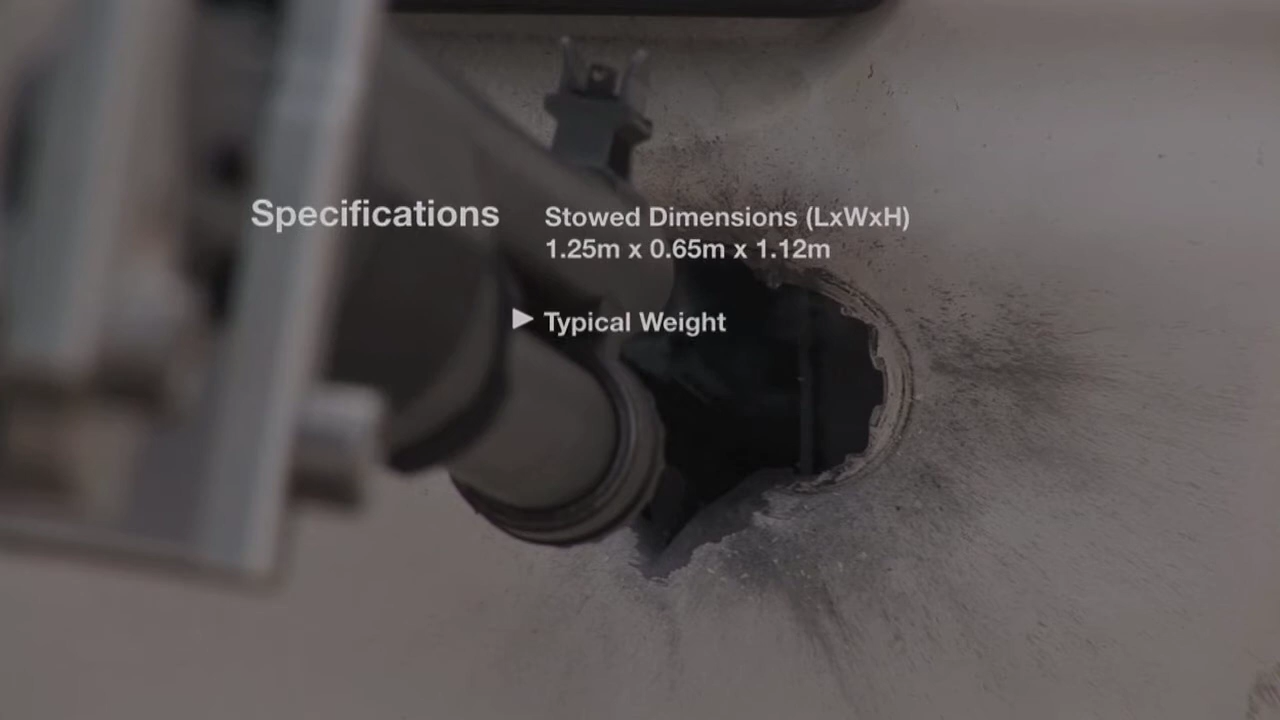 Specifications
Stowed Dimensions (LxWxH)
1.25m x 0.65m x 1.12m
Typical Weight